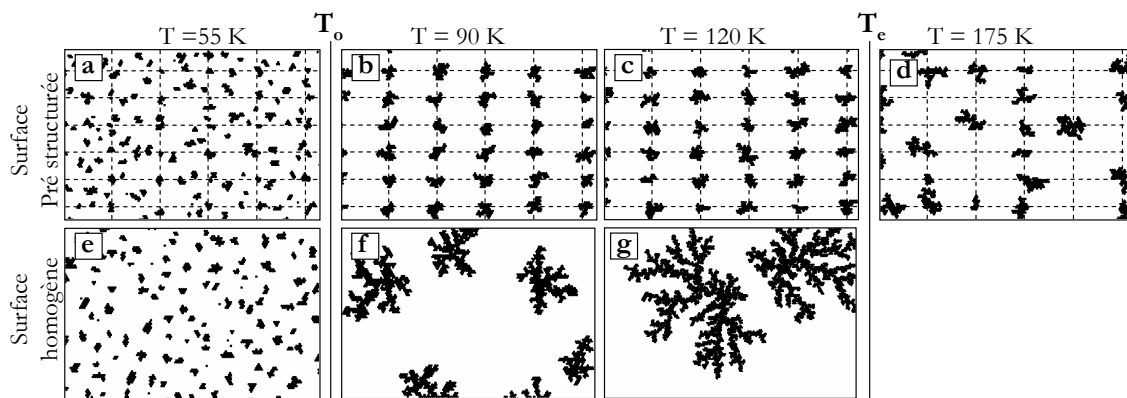 T_o T_e
T =55 K T = 90 K T = 120 K T = 175 K
Surface
Pré structurée
a b c d
Surface
homogène
e f g